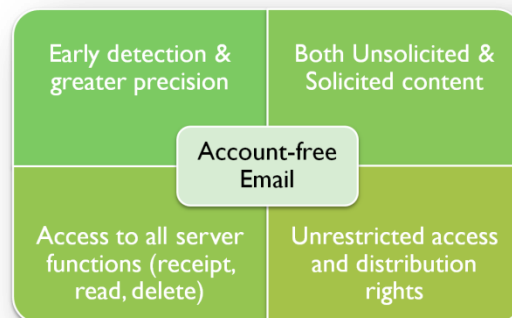 Early detection &
greater precision
Both Unsolicited &
Solicited content
Account-free
Email
Access to all server
functions (receipt,
read, delete)
Unrestricted access
and distribution
rights